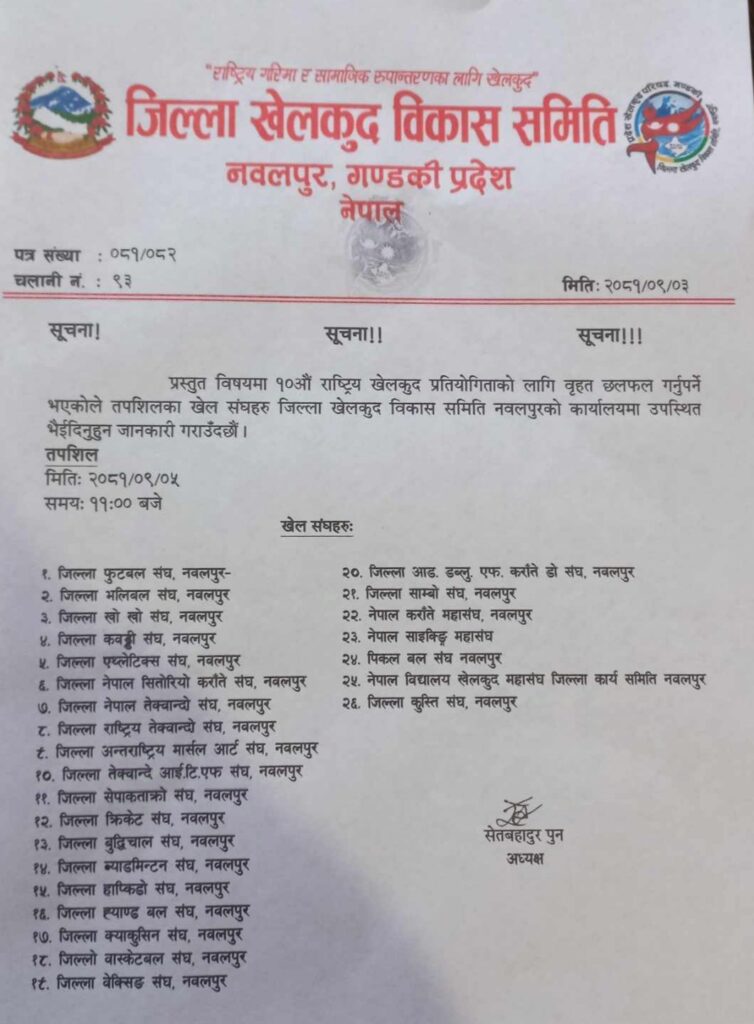 "राष्ट्रिय गरिमा र सामाजिक रुपान्तरणका लागि खेलकुद"
जिल्ला खेलकुद विकास समिति
नवलपुर, गण्डकी प्रदेश
नेपाल
पत्र संख्या : ०८१/०८२
चलानी नं. : ९३
मितिः २०८१/०९/०३
सूचना! सूचना!! सूचना!!!
प्रस्तुत विषयमा १०औं राष्ट्रिय खेलकुद प्रतियोगिताको लागि वृहत छलफल गर्नुपर्ने
भएकोले तपशिलका खेल संघहरु जिल्ला खेलकुद विकास समिति नवलपुरको कार्यालयमा उपस्थित
भैईदिनुहुन जानकारी गराउँदछौं।
तपशिल
मितिः २०८१/०९/०५
समयः ११:०० बजे
खेल संघहरुः
१. जिल्ला फुटबल संघ, नवलपुर-
२. जिल्ला भलिबल संघ, नवलपुर
३. जिल्ला खो खो संघ, नवलपुर
४. जिल्ला कवड्डी संघ, नवलपुर
५. जिल्ला एथ्लेटिक्स संघ, नवलपुर
६. जिल्ला नेपाल सितोरियो कराँते संघ, नवलपुर
७. जिल्ला नेपाल तेक्वान्दो संघ, नवलपुर
८. जिल्ला राष्ट्रिय तेक्वान्दो संघ, नवलपुर
९. जिल्ला अन्तराष्ट्रिय मार्सल आर्ट संघ, नवलपुर
१०. जिल्ला तेक्वान्दे आई.टि.एफ संघ, नवलपुर
११. जिल्ला सेपाकताक्रो संघ, नवलपुर
१२. जिल्ला क्रिकेट संघ, नवलपुर
१३. जिल्ला बुद्धिचाल संघ, नवलपुर
१४. जिल्ला ब्याडमिन्टन संघ, नवलपुर
१५. जिल्ला हाप्किडो संघ, नवलपुर
१६. जिल्ला ह्याण्ड बल संघ, नवलपुर
१७. जिल्ला क्याकुसिन संघ, नवलपुर
१८. जिल्लो वास्केटबल संघ, नवलपुर
१९. जिल्ला वेक्सिङ संघ, नवलपुर
२०. जिल्ला आड. डब्लु. एफ. कराँते डो संघ, नवलपुर
२१. जिल्ला साम्बो संघ, नवलपुर
२२. नेपाल कराँते महासंघ, नवलपुर
२३. नेपाल साइक्लिङ्ग महासंघ
२४. पिकल बल संघ नवलपुर
२५. नेपाल विद्यालय खेलकुद महासंघ जिल्ला कार्य समिति नवलपुर
२६. जिल्ला कुस्ति संघ, नवलपुर
सेतबहादुर पुन
अध्यक्ष